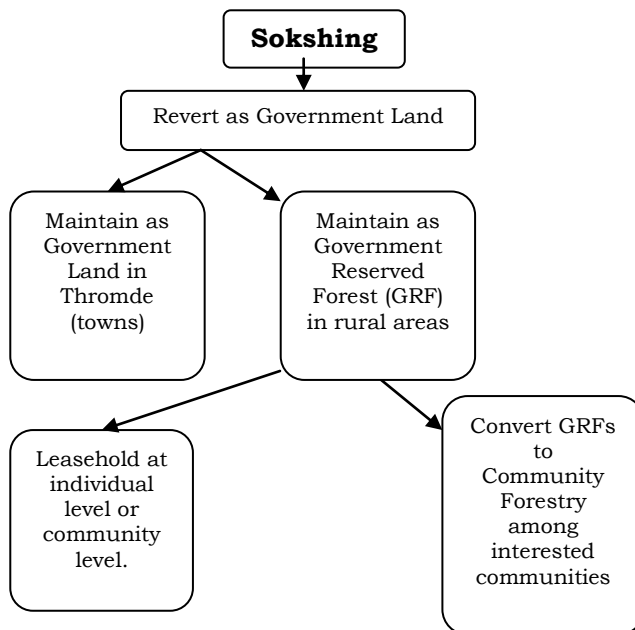 Sokshing
Revert as Government Land
Maintain as
Government
Land in
Thromde
(towns)
Maintain as
Government
Reserved
Forest (GRF)
in rural areas
Leasehold at
individual
level or
community
level.
Convert GRFs
to
Community
Forestry
among
interested
communities